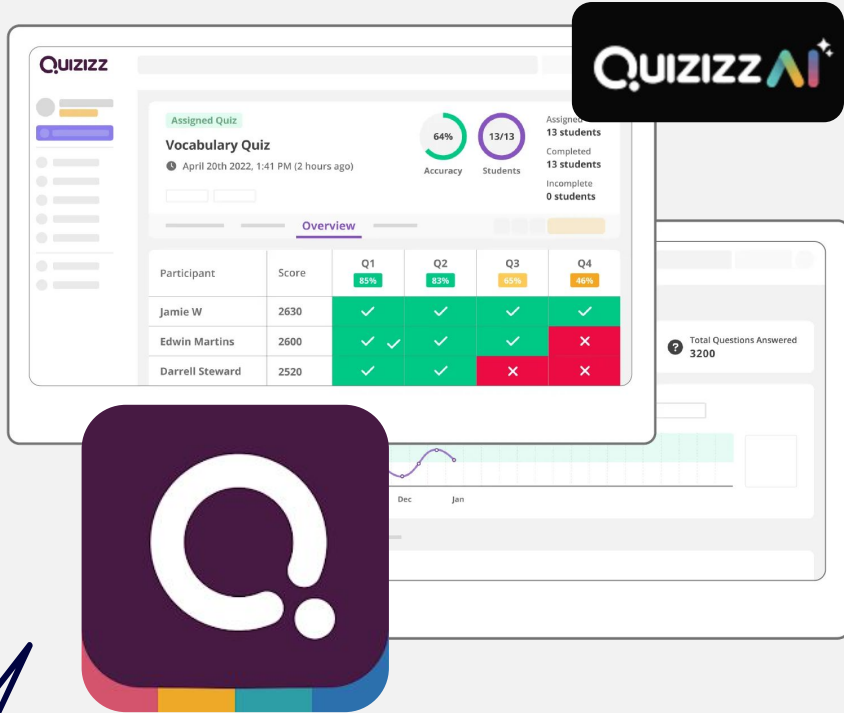 QUIZIZZ
QUIZIZZ AI
Assigned Quiz
Vocabulary Quiz
April 20th 2022, 1:41 PM (2 hours ago)
64%
Accuracy
13/13
Students
Assigned
13 students
Completed
13 students
Incomplete
0 students
Overview
Participant Score Q1 Q2 Q3 Q4
85% 83% 65% 46%
Jamie W 2630
Edwin Martins 2600
Darrell Steward 2520
Total Questions Answered
3200
Dec Jan